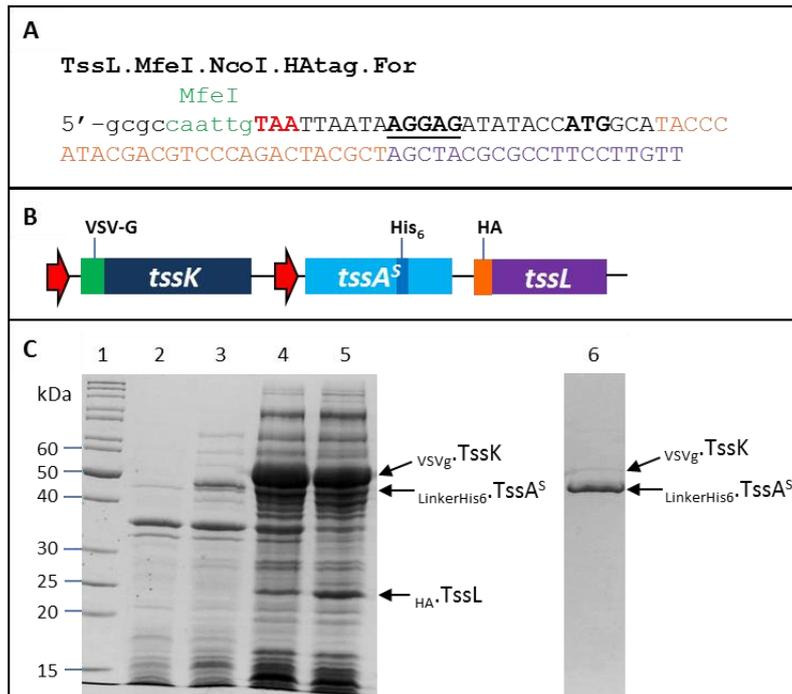 A
TssL.MfeI.NcoI.HAtag.For
MfeI
5’-gcgccaattgTAATTAATAAGGAGATATACCATGGCATACCC
ATACGACGTCCCAGACTACGCTAGCTACGCGCCTTCCTTGTT
B
VSV-G His6 HA
tssK tssAS tssL
C 1 2 3 4 5 6
kDa
60
50
40
30
25
20
15
VSVg.TssK
LinkerHis6.TssAS
HA.TssL
VSVg.TssK
LinkerHis6.TssAS